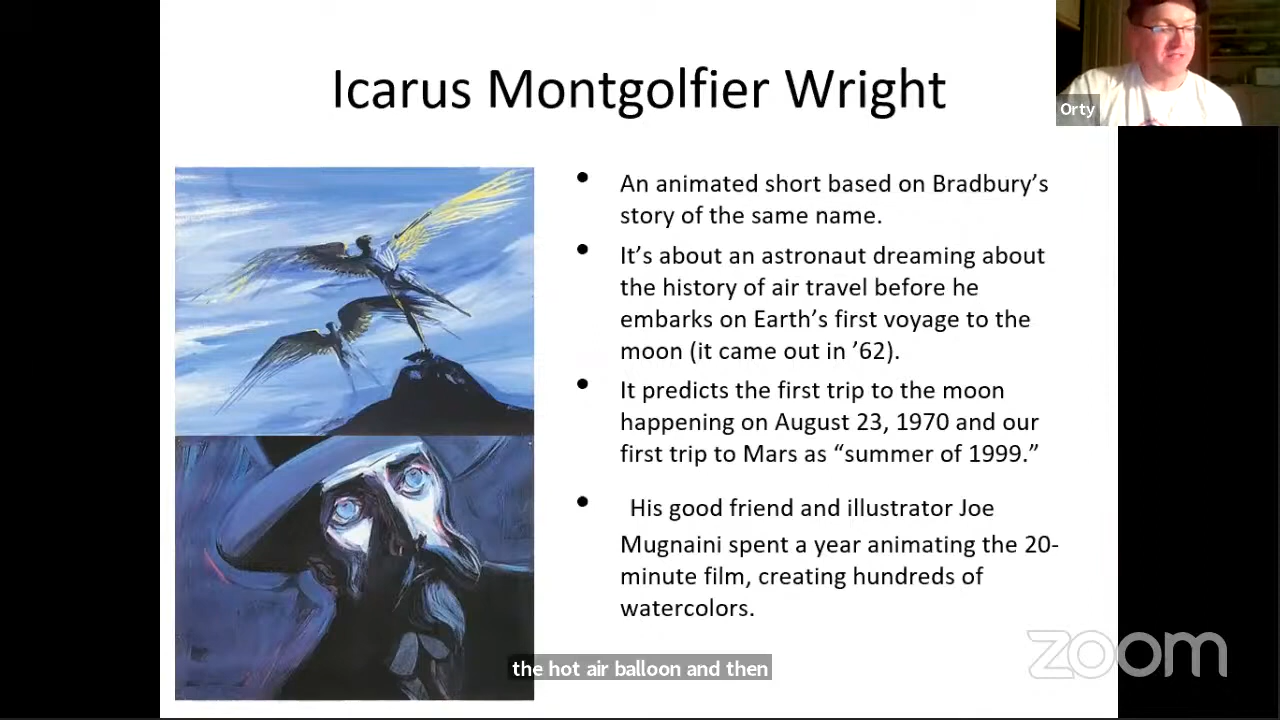 Icarus Montgolfier Wright
Orty
• An animated short based on Bradbury’s
story of the same name.
• It’s about an astronaut dreaming about
the history of air travel before he
embarks on Earth’s first voyage to the
moon (it came out in ’62).
• It predicts the first trip to the moon
happening on August 23, 1970 and our
first trip to Mars as “summer of 1999.”
• His good friend and illustrator Joe
Mugnaini spent a year animating the 20-
minute film, creating hundreds of
watercolors.
zoom
the hot air balloon and then